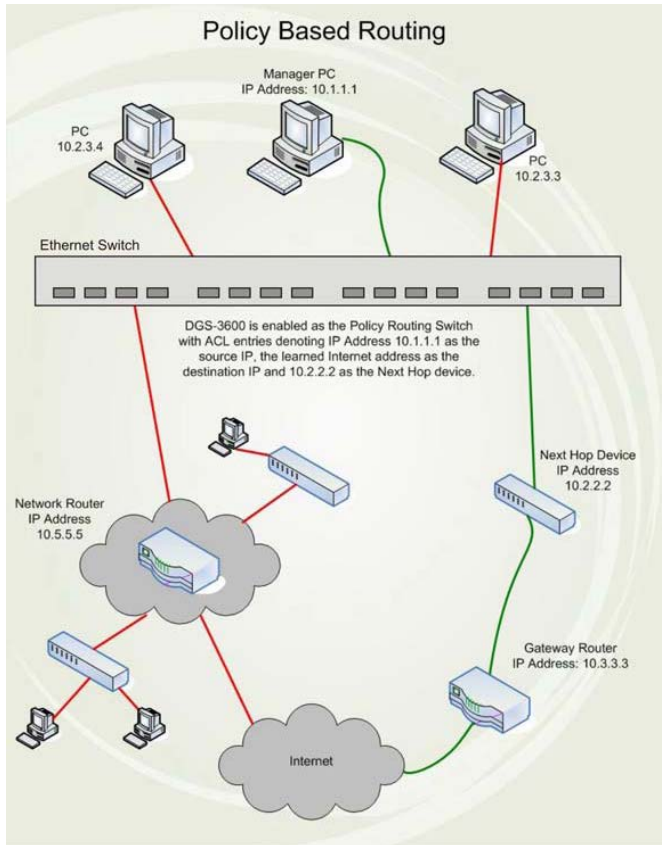 Policy Based Routing
Manager PC
IP Address: 10.1.1.1
PC
10.2.3.4
PC
10.2.3.3
Ethernet Switch
DGS-3600 is enabled as the Policy Routing Switch
with ACL entries denoting IP Address 10.1.1.1 as the
source IP, the learned Internet address as the
destination IP and 10.2.2.2 as the Next Hop device.
Next Hop Device
IP Address
10.2.2.2
Network Router
IP Address
10.5.5.5
Gateway Router
IP Address: 10.3.3.3
Internet